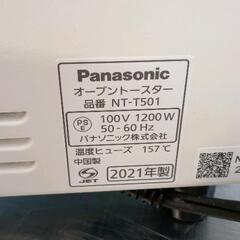 Panasonic
オーブントースター
品番 NT-T501
PS E 100V 1200W
50-60Hz
パナソニック株式会社
温度ヒューズ 157℃
中国製
JET 2021年製